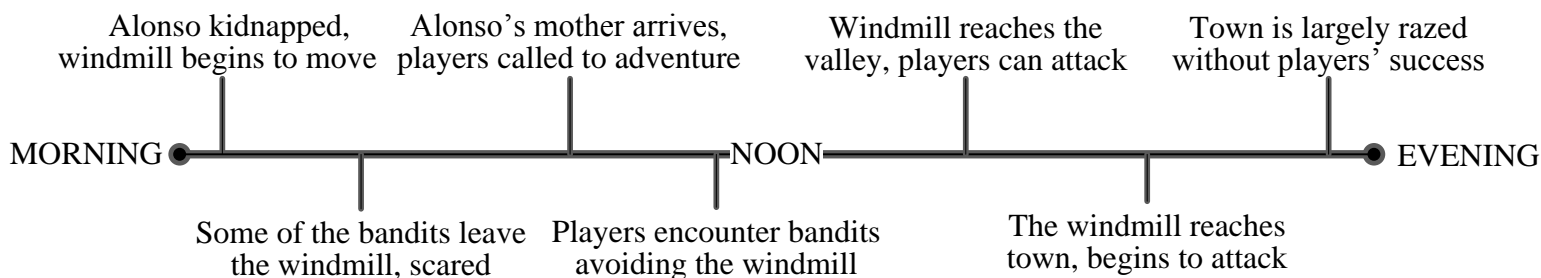 Alonso kidnapped,
windmill begins to move
Alonso’s mother arrives,
players called to adventure
Windmill reaches the
valley, players can attack
Town is largely razed
without players’ success
MORNING
NOON
EVENING
Some of the bandits leave
the windmill, scared
Players encounter bandits
avoiding the windmill
The windmill reaches
town, begins to attack